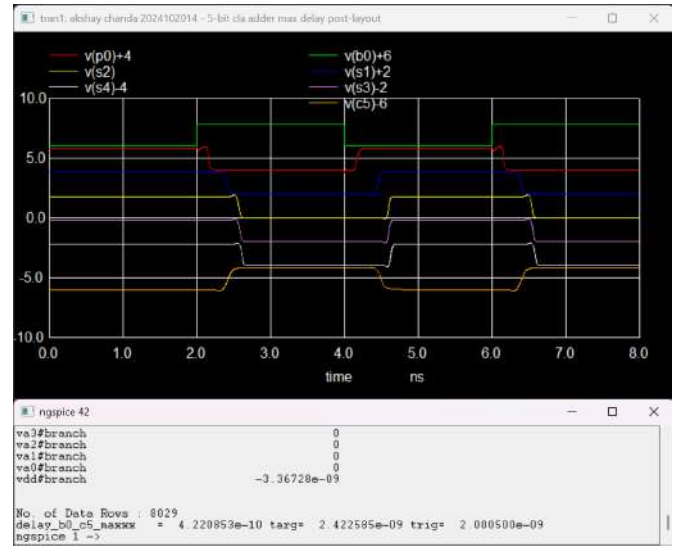 tran1: akshay chanda 2024102014 - 5-bit cla adder max delay post-layout
v(p0)+4
v(b0)+6
v(s2)
v(s1)+2
v(s4)-4
v(s3)-2
v(c5)-6
10.0
5.0
0.0
-5.0
-10.0
0.0 1.0 2.0 3.0 4.0 5.0 6.0 7.0 8.0
time ns
ngspice 42
va3#branch 0
va2#branch 0
va1#branch 0
va0#branch 0
vdd#branch -3.36728e-09
No. of Data Rows : 8029
delay_b0_c5_maxxx = 4.220853e-10 targ= 2.422585e-09 trig= 2.000500e-09
ngspice 1 ->